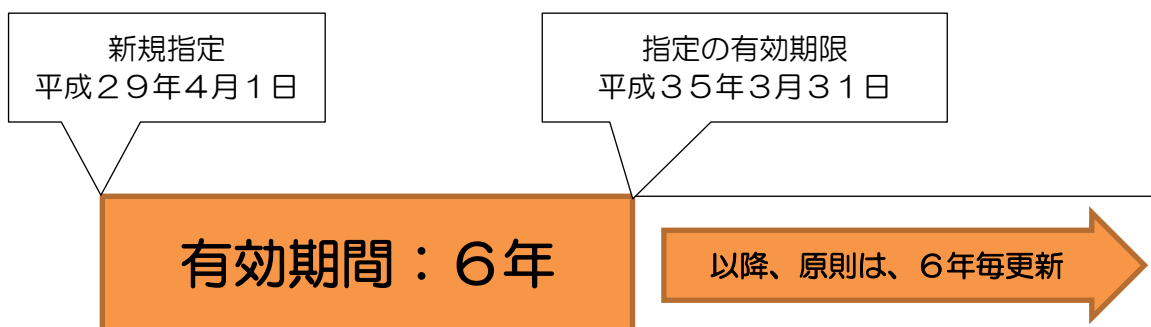 新規指定
平成２９年４月１日
指定の有効期限
平成３５年３月３１日
有効期間：６年
以降、原則は、６年毎更新